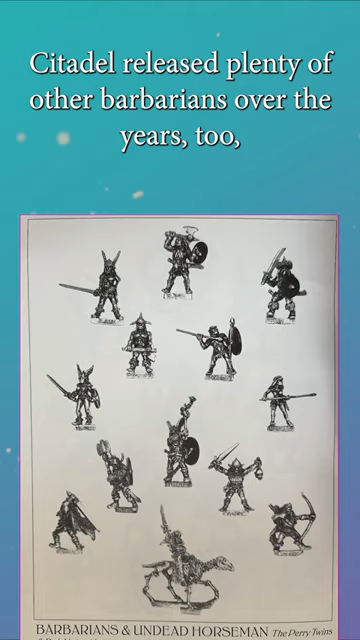 Citadel released plenty of
other barbarians over the
years, too,
BARBARIANS & UNDEAD HORSEMAN The Perry Twins